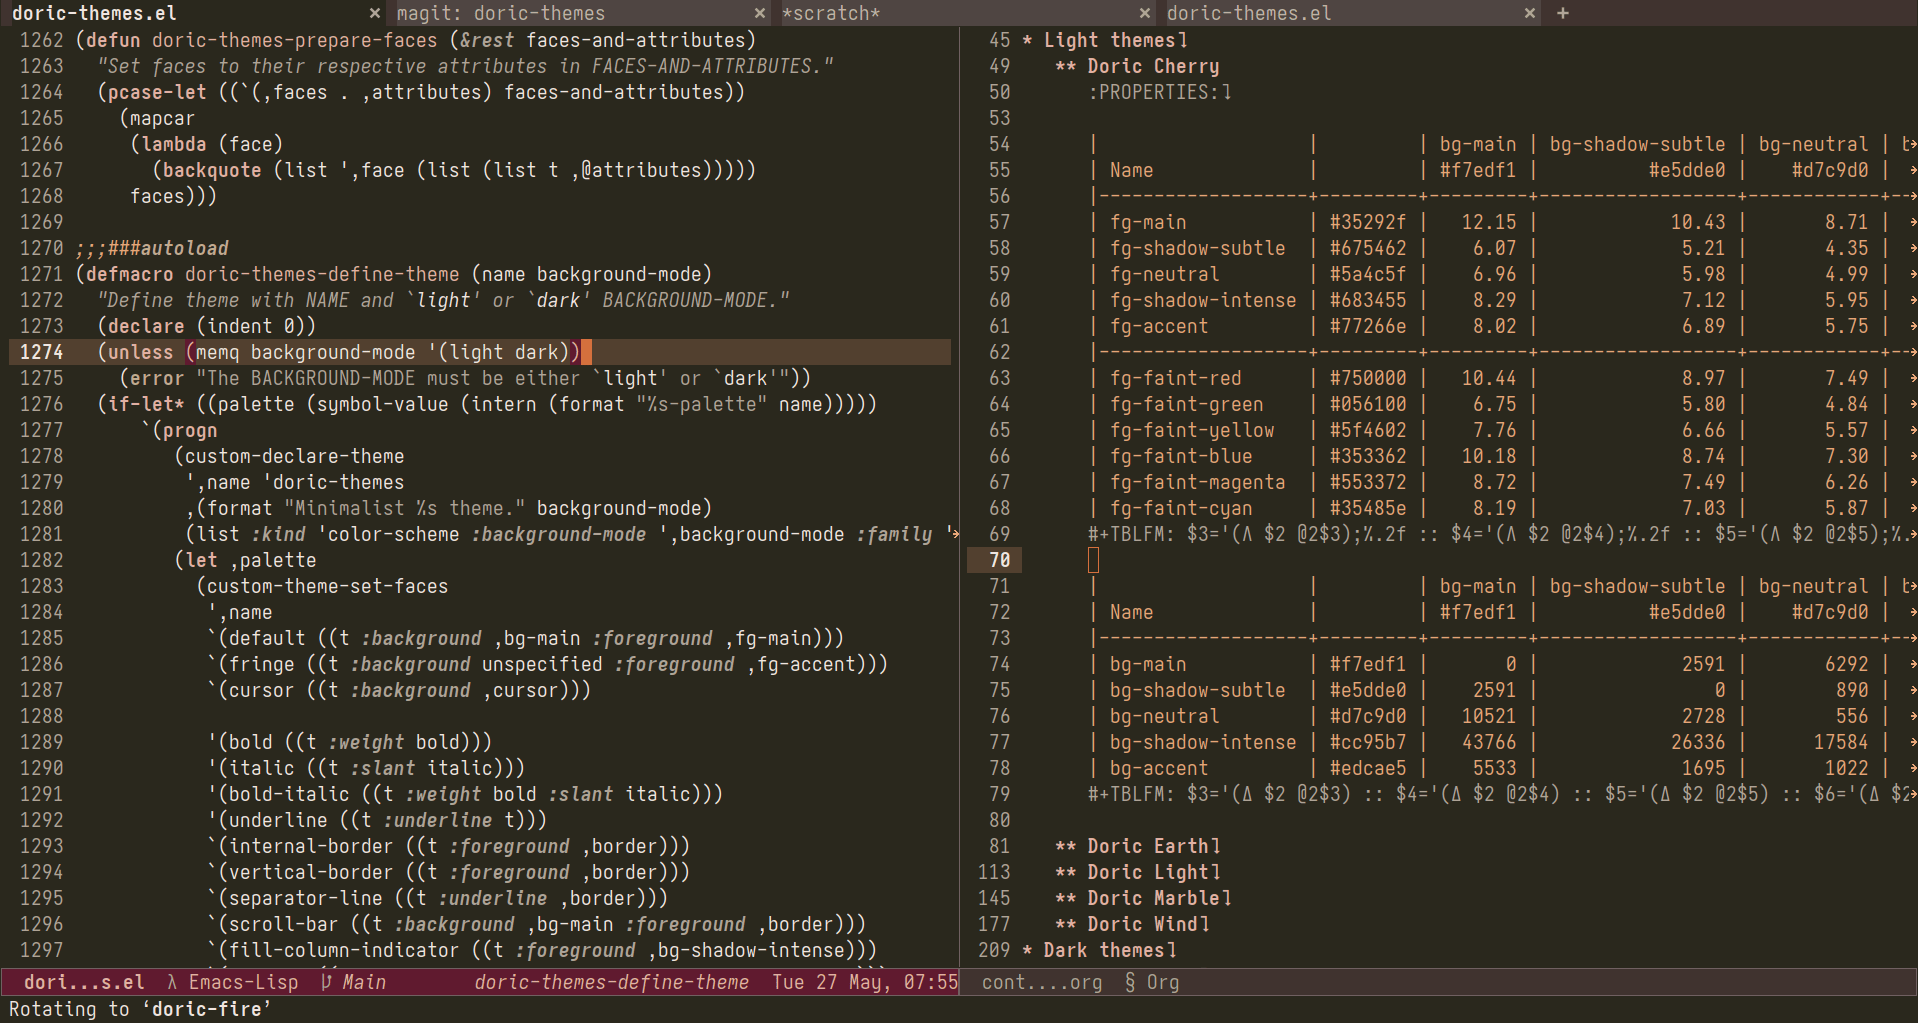 doric-themes.el × magit: doric-themes × *scratch* × doric-themes.el × +
1262 (defun doric-themes-prepare-faces (&rest faces-and-attributes)
1263   "Set faces to their respective attributes in FACES-AND-ATTRIBUTES."
1264   (pcase-let ((`(,faces . ,attributes) faces-and-attributes))
1265     (mapcar
1266      (lambda (face)
1267        (backquote (list ',face (list (list t ,@attributes)))))
1268      faces)))
1269
1270 ;;;###autoload
1271 (defmacro doric-themes-define-theme (name background-mode)
1272   "Define theme with NAME and `light' or `dark' BACKGROUND-MODE."
1273   (declare (indent 0))
1274   (unless (memq background-mode '(light dark))
1275     (error "The BACKGROUND-MODE must be either `light' or `dark'"))
1276   (if-let* ((palette (symbol-value (intern (format "%s-palette" name)))))
1277       `(progn
1278          (custom-declare-theme
1279           ',name 'doric-themes
1280           ,(format "Minimalist %s theme." background-mode)
1281           (list :kind 'color-scheme :background-mode ',background-mode :family '
1282          (let ,palette
1283            (custom-theme-set-faces
1284             ',name
1285             `(default ((t :background ,bg-main :foreground ,fg-main)))
1286             `(fringe ((t :background unspecified :foreground ,fg-accent)))
1287             `(cursor ((t :background ,cursor)))
1288
1289             '(bold ((t :weight bold)))
1290             '(italic ((t :slant italic)))
1291             '(bold-italic ((t :weight bold :slant italic)))
1292             '(underline ((t :underline t)))
1293             `(internal-border ((t :foreground ,border)))
1294             `(vertical-border ((t :foreground ,border)))
1295             `(separator-line ((t :underline ,border)))
1296             `(scroll-bar ((t :background ,bg-main :foreground ,border)))
1297             `(fill-column-indicator ((t :foreground ,bg-shadow-intense)))
dori...s.el λ Emacs-Lisp Main doric-themes-define-theme Tue 27 May, 07:55
45 * Light themes⤵
49    ** Doric Cherry
50       :PROPERTIES:⤵
53
54       |                   |         | bg-main | bg-shadow-subtle | bg-neutral |
55       | Name              |         | #f7edf1 |          #e5dde0 |    #d7c9d0 |
56       |-------------------+---------+---------+------------------+------------+--
57       | fg-main           | #35292f |   12.15 |            10.43 |       8.71 |
58       | fg-shadow-subtle  | #675462 |    6.07 |             5.21 |       4.35 |
59       | fg-neutral        | #5a4c5f |    6.96 |             5.98 |       4.99 |
60       | fg-shadow-intense | #683455 |    8.29 |             7.12 |       5.95 |
61       | fg-accent         | #77266e |    8.02 |             6.89 |       5.75 |
62       |-------------------+---------+---------+------------------+------------+--
63       | fg-faint-red      | #750000 |   10.44 |             8.97 |       7.49 |
64       | fg-faint-green    | #056100 |    6.75 |             5.80 |       4.84 |
65       | fg-faint-yellow   | #5f4602 |    7.76 |             6.66 |       5.57 |
66       | fg-faint-blue     | #353362 |   10.18 |             8.74 |       7.30 |
67       | fg-faint-magenta  | #553372 |    8.72 |             7.49 |       6.26 |
68       | fg-faint-cyan     | #35485e |    8.19 |             7.03 |       5.87 |
69       #+TBLFM: $3='(Λ $2 @2$3);%.2f :: $4='(Λ $2 @2$4);%.2f :: $5='(Λ $2 @2$5);%.
70
71       |                   |         | bg-main | bg-shadow-subtle | bg-neutral |
72       | Name              |         | #f7edf1 |          #e5dde0 |    #d7c9d0 |
73       |-------------------+---------+---------+------------------+------------+--
74       | bg-main           | #f7edf1 |       0 |             2591 |       6292 |
75       | bg-shadow-subtle  | #e5dde0 |    2591 |                0 |        890 |
76       | bg-neutral        | #d7c9d0 |   10521 |             2728 |        556 |
77       | bg-shadow-intense | #cc95b7 |   43766 |            26336 |      17584 |
78       | bg-accent         | #edcae5 |    5533 |             1695 |       1022 |
79       #+TBLFM: $3='(Δ $2 @2$3) :: $4='(Δ $2 @2$4) :: $5='(Δ $2 @2$5) :: $6='(Δ $2
80
81    ** Doric Earth⤵
113    ** Doric Light⤵
145    ** Doric Marble⤵
177    ** Doric Wind⤵
209 * Dark themes⤵
cont....org § Org
Rotating to ‘doric-fire’